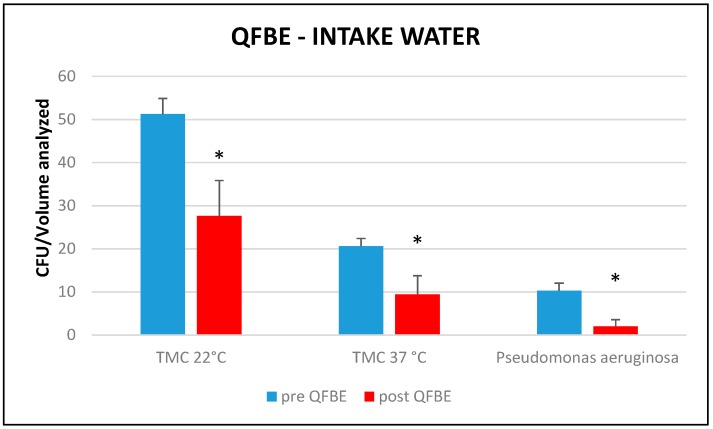 QFBE - INTAKE WATER
CFU/Volume analyzed
60
50
40
30
20
10
0
*
*
*
TMC 22°C
TMC 37 °C
Pseudomonas aeruginosa
pre QFBE
post QFBE